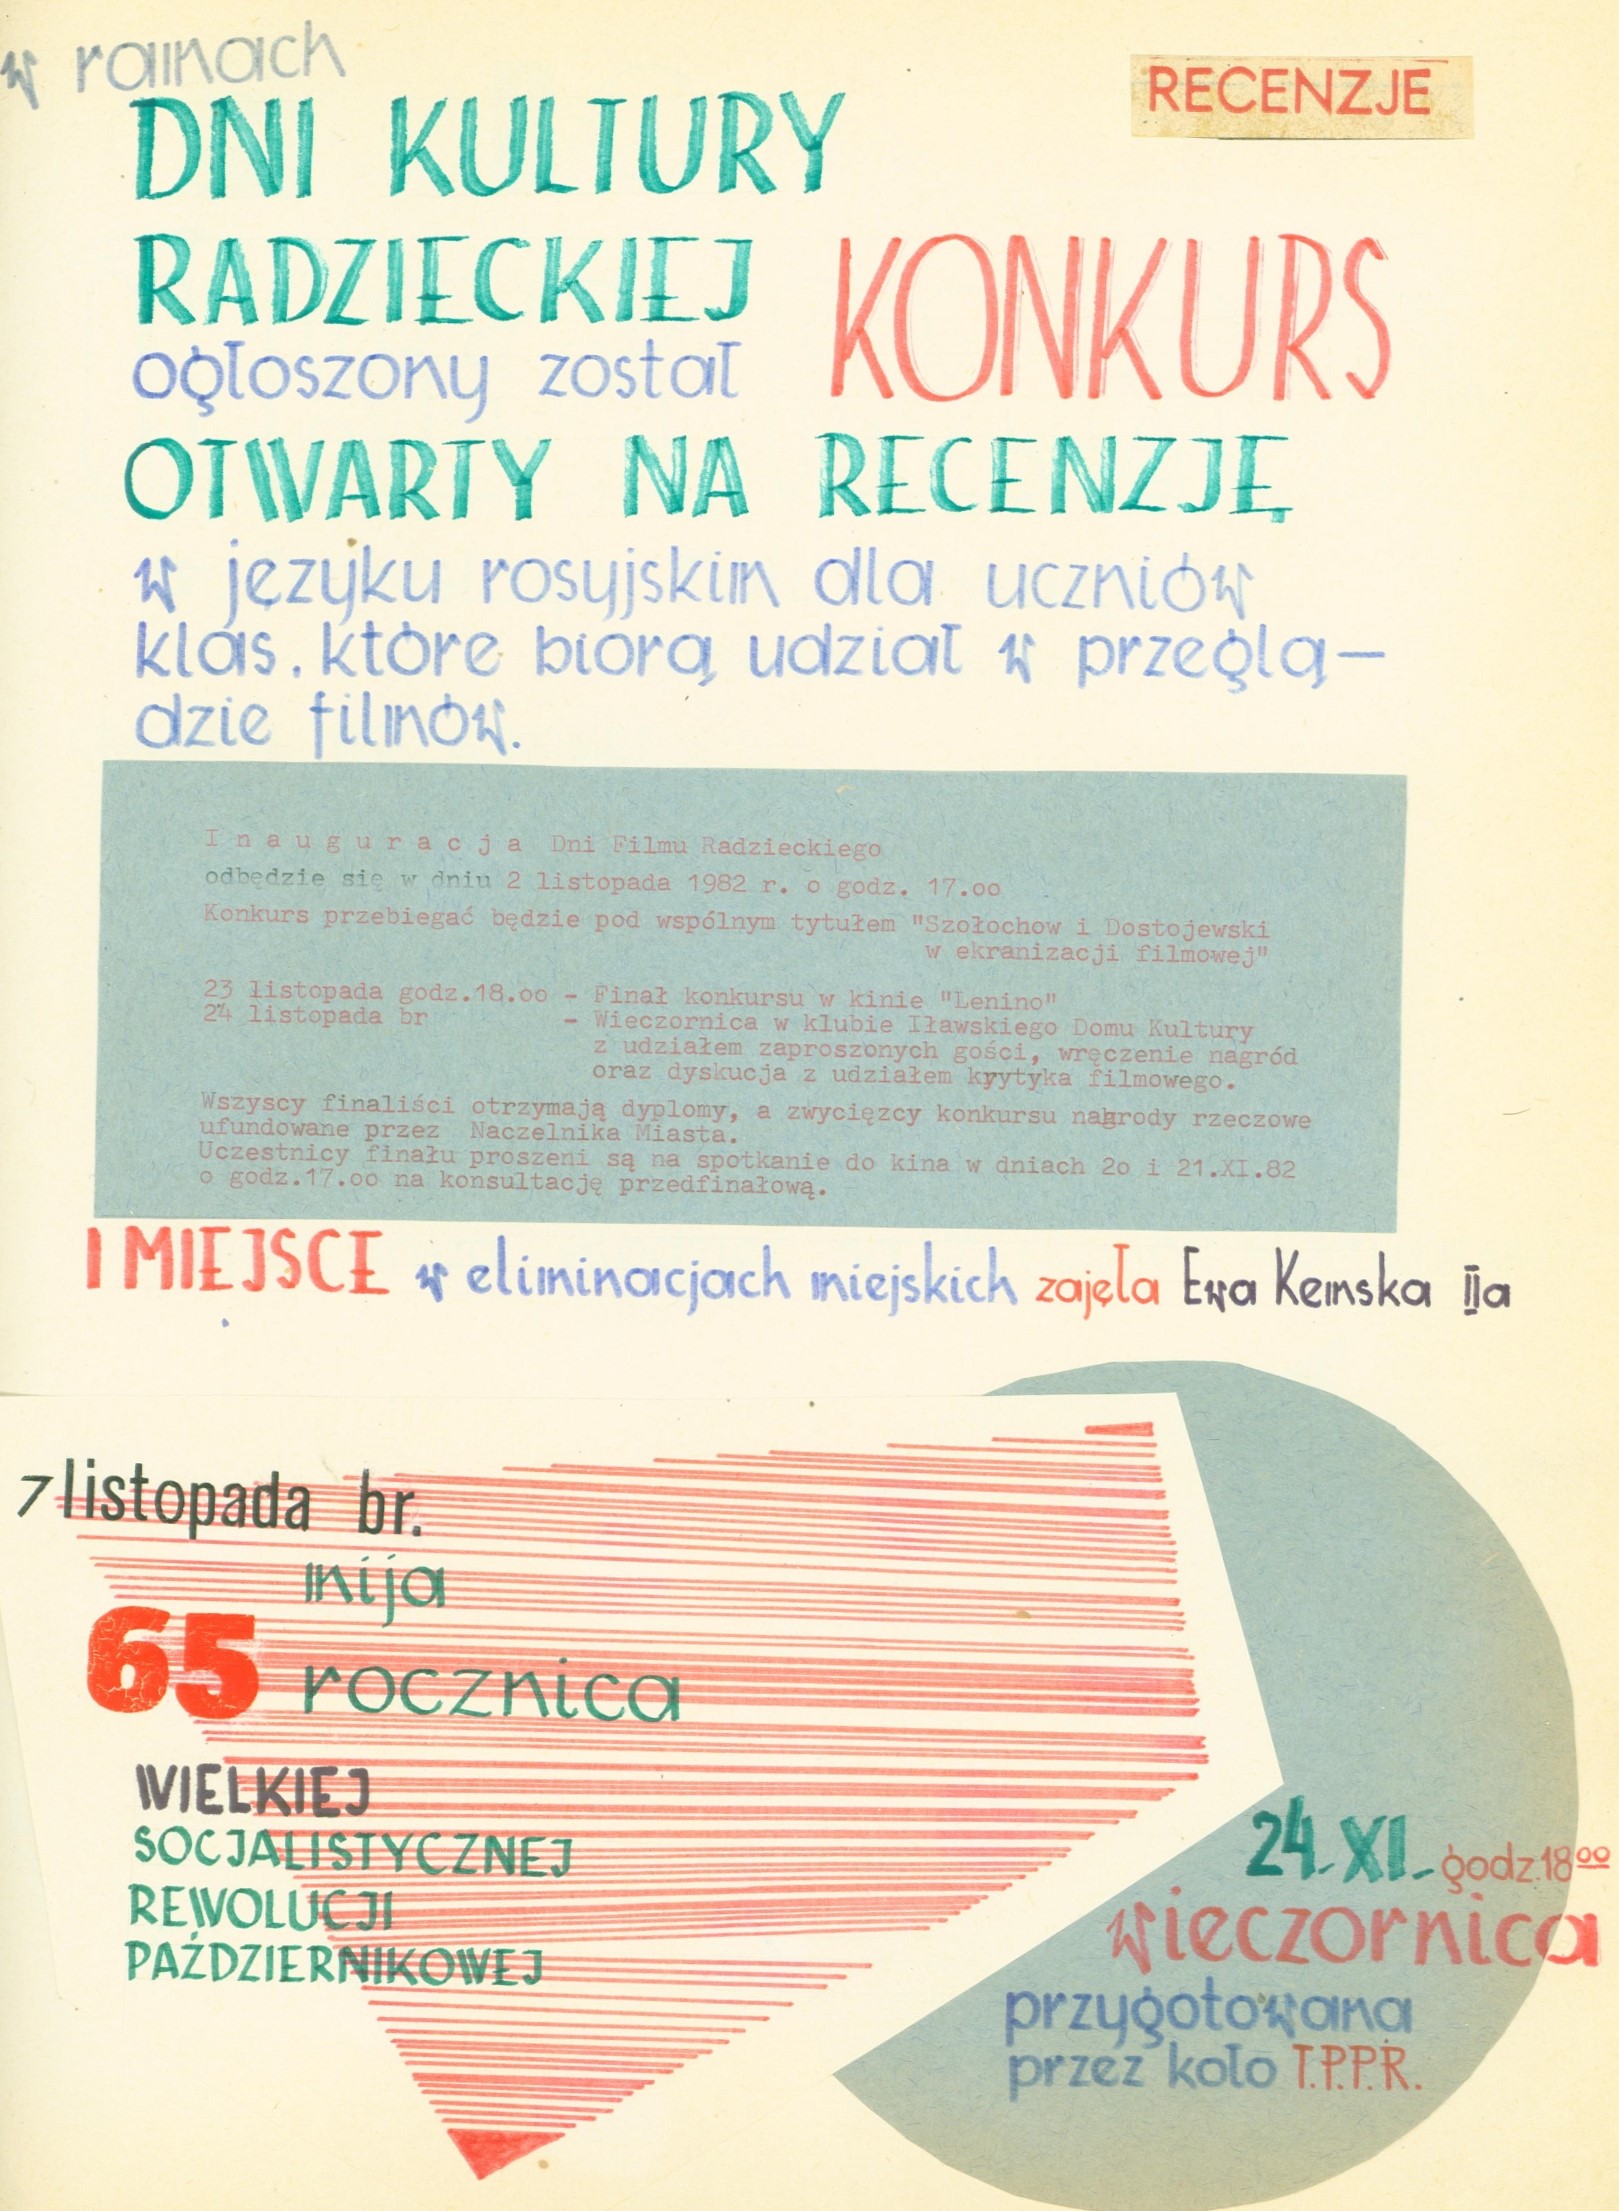 w ramach
RECENZJE
DNI KULTURY
RADZIECKIEJ KONKURS
ogłoszony został
OTWARTY NA RECENZJĘ
w języku rosyjskim dla uczniów
klas. które biorą udział w przeglą–
dzie filmów.
Inauguracja Dni Filmu Radzieckiego
odbędzie się w dniu 2 listopada 1982 r. o godz. 17.oo
Konkurs przebiegać będzie pod wspólnym tytułem "Szołochow i Dostojewski
w ekranizacji filmowej"
23 listopada godz.18.oo - Finał konkursu w kinie "Lenino"
24 listopada br - Wieczornica w klubie Iławskiego Domu Kultury
z udziałem zaproszonych gości, wręczenie nagród
oraz dyskucja z udziałem krytyka filmowego.
Wszyscy finaliści otrzymają dyplomy, a zwycięzcy konkursu nagrody rzeczowe
ufundowane przez Naczelnika Miasta.
Uczestnicy finału proszeni są na spotkanie do kina w dniach 2o i 21.XI.82
o godz.17.oo na konsultację przedfinałową.
I MIEJSCE w eliminacjach miejskich zajęła Ewa Kemska IIa
7 listopada br.
mija
65 rocznica
WIELKIEJ
SOCJALISTYCZNEJ
REWOLUCJI
PAŹDZIERNIKOWEJ
24.XI. godz.18oo
wieczornica
przygotowana
przez koło T.P.P.R.